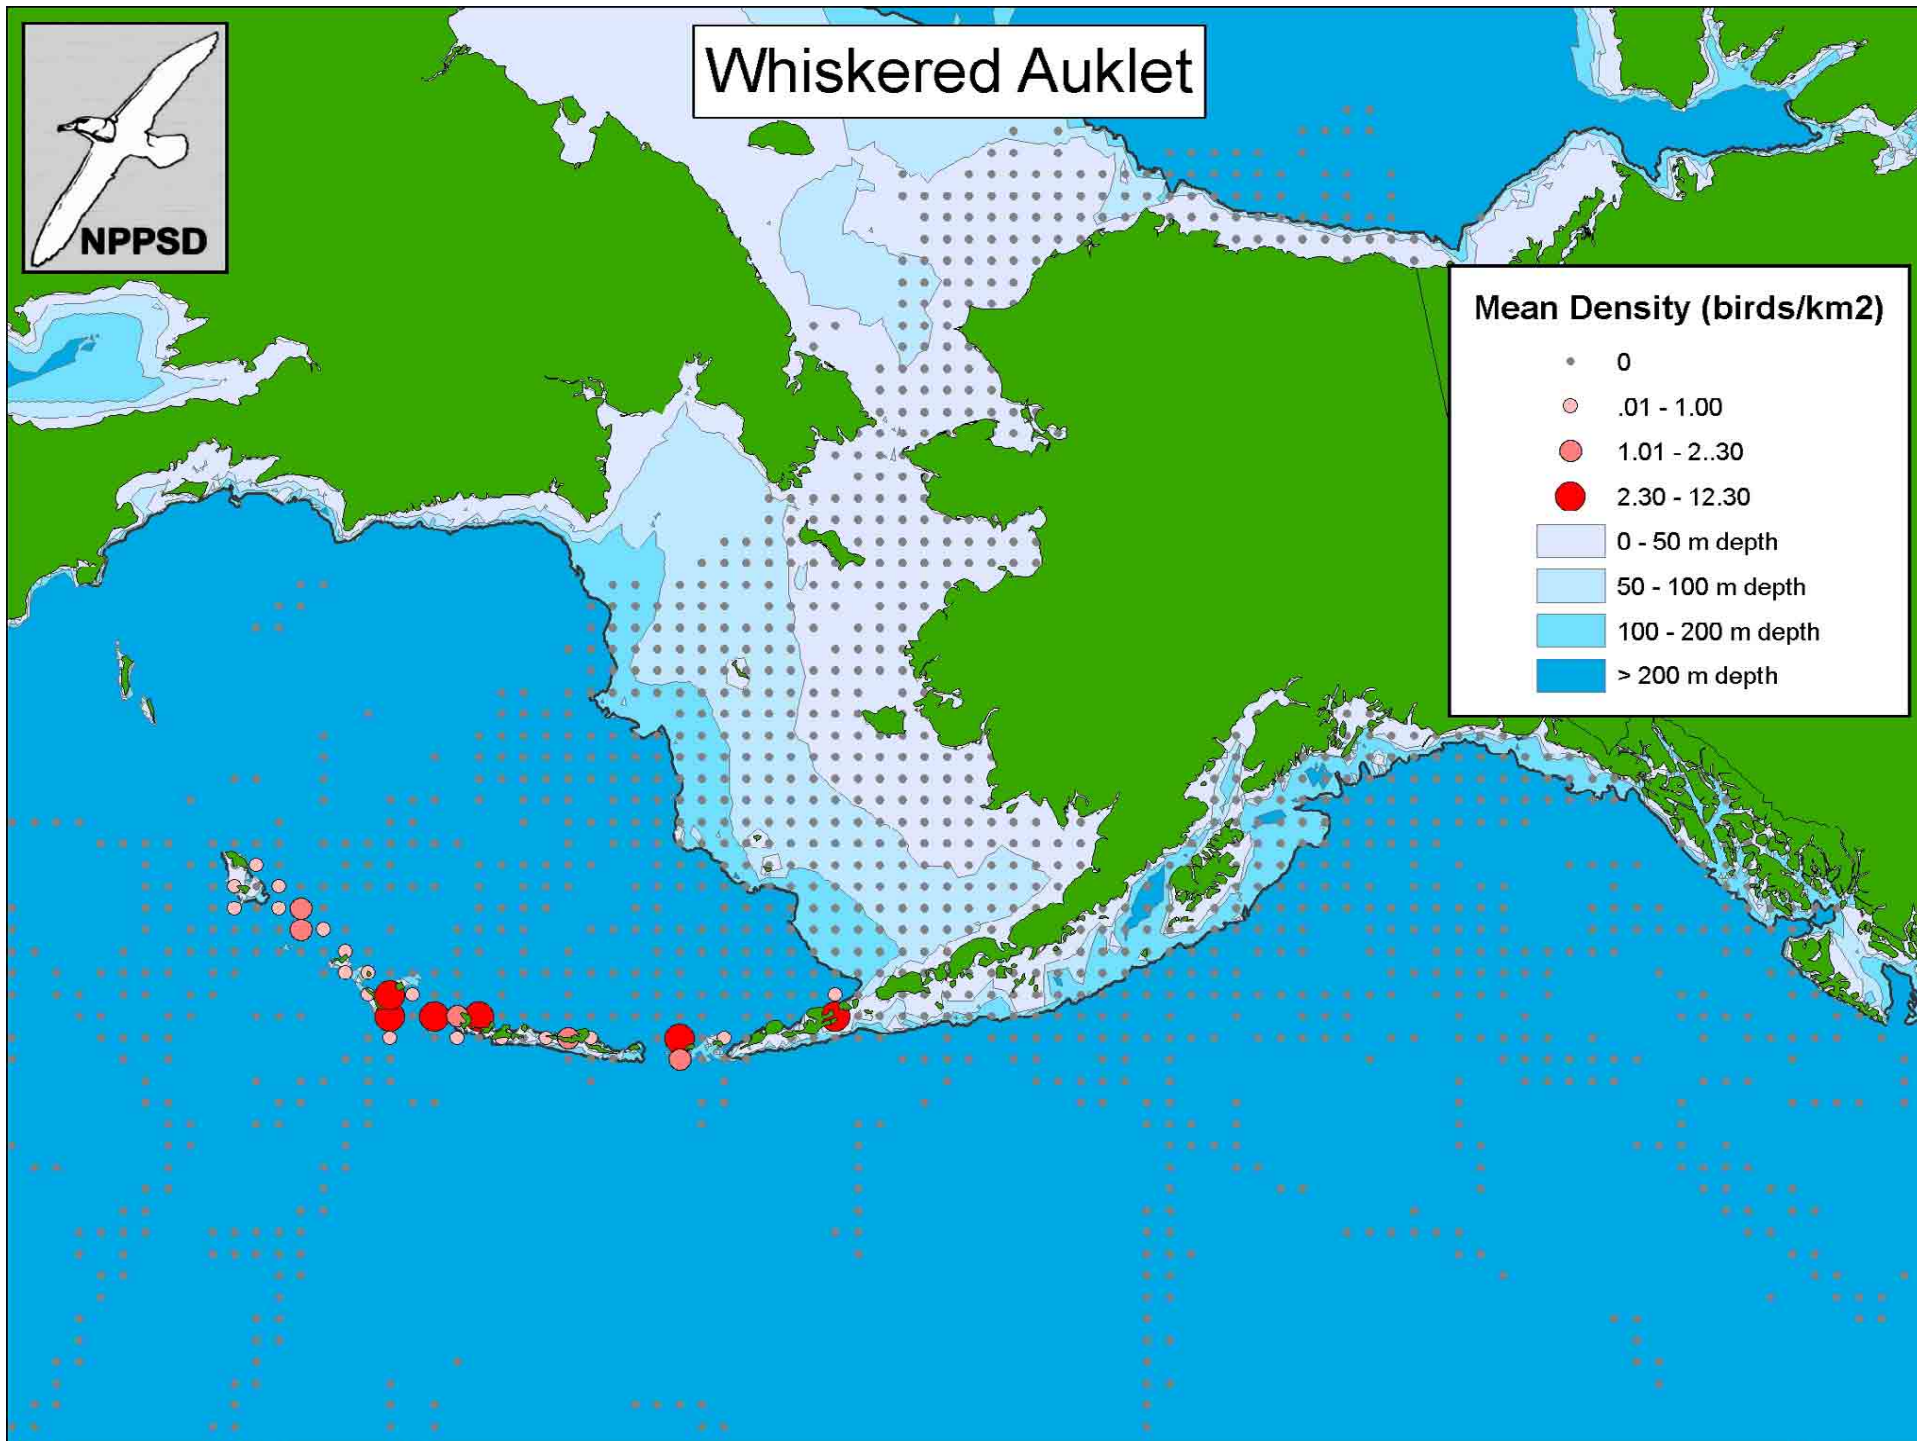 Whiskered Auklet
NPPSD
Mean Density (birds/km2)
0
.01 - 1.00
1.01 - 2..30
2.30 - 12.30
0 - 50 m depth
50 - 100 m depth
100 - 200 m depth
> 200 m depth